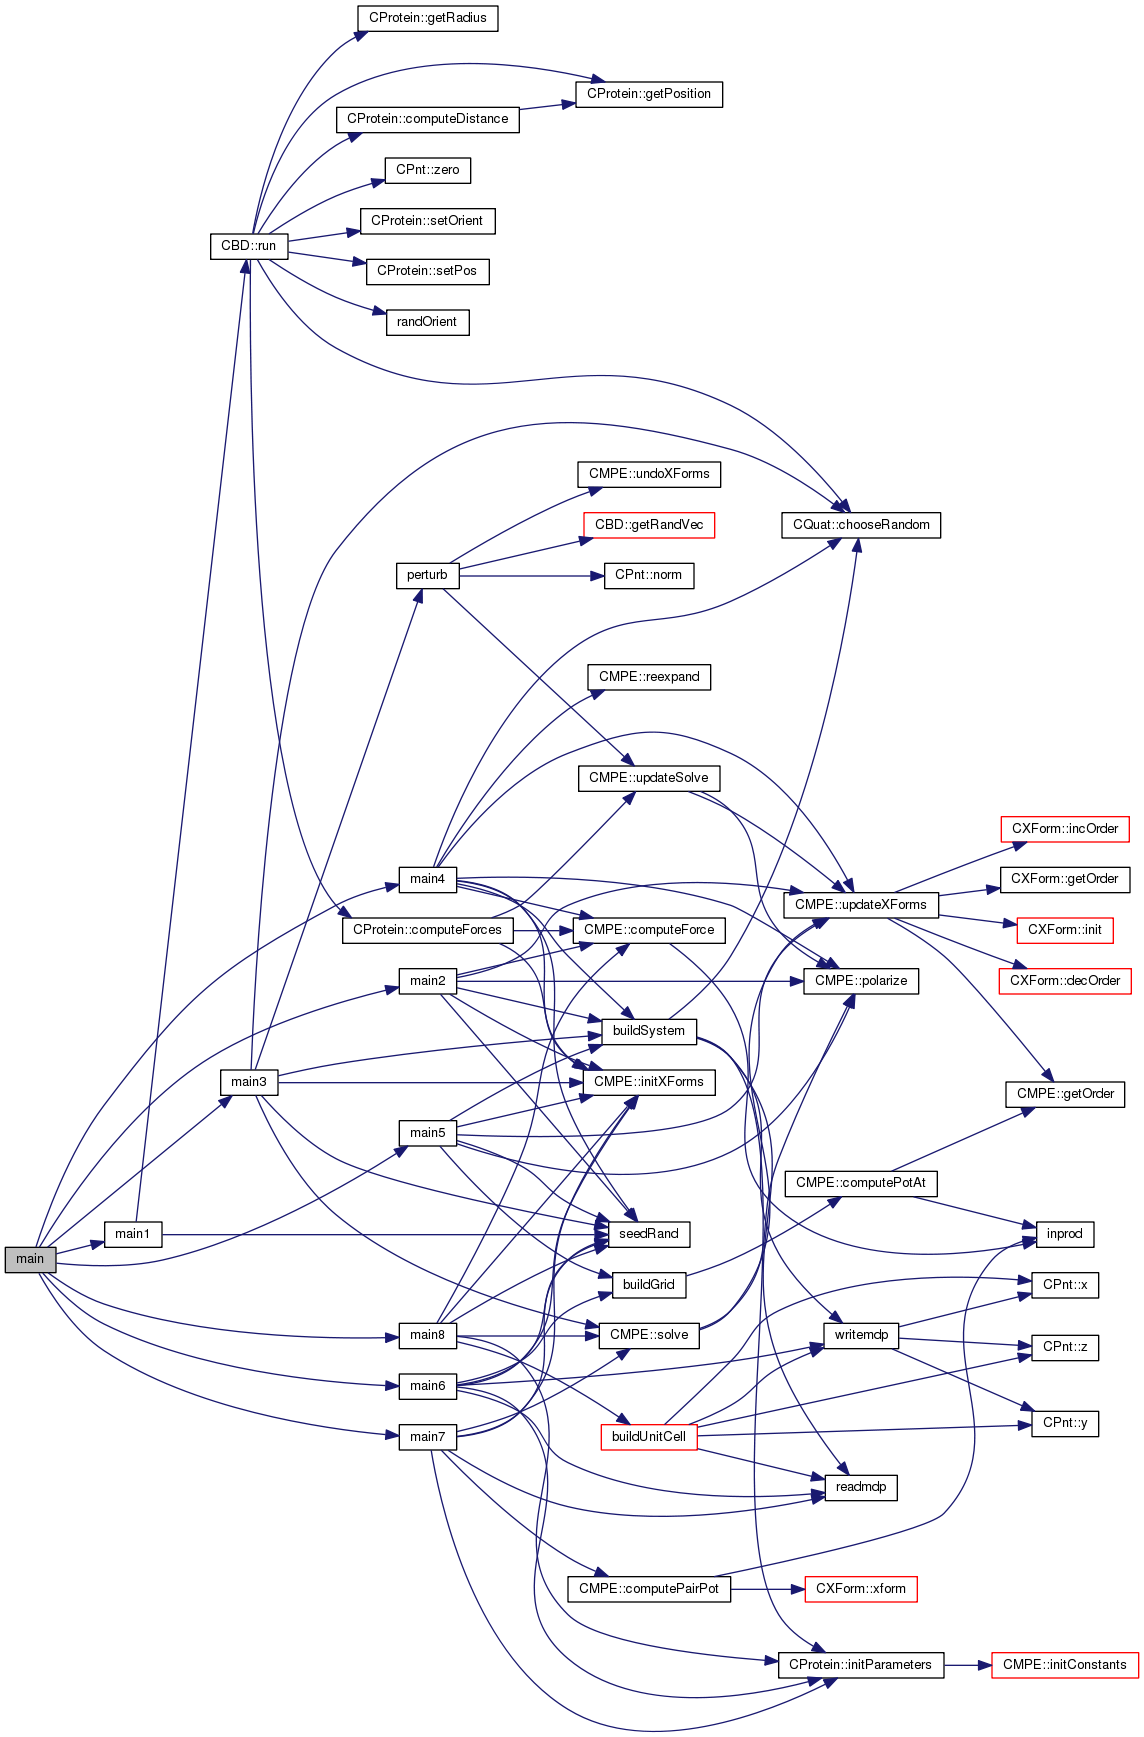 CProtein::getRadius
CProtein::getPosition
CProtein::computeDistance
CPnt::zero
CProtein::setOrient
CBD::run
CProtein::setPos
randOrient
CMPE::undoXForms
CBD::getRandVec
CQuat::chooseRandom
perturb
CPnt::norm
CMPE::reexpand
CMPE::updateSolve
CXForm::incOrder
main4
CXForm::getOrder
CMPE::updateXForms
CProtein::computeForces
CMPE::computeForce
CXForm::init
main2
CMPE::polarize
CXForm::decOrder
buildSystem
main3
CMPE::initXForms
CMPE::getOrder
main5
CMPE::computePotAt
main1
seedRand
inprod
main
buildGrid
CPnt::x
main8
CMPE::solve
writemdp
CPnt::z
main6
CPnt::y
main7
buildUnitCell
readmdp
CMPE::computePairPot
CXForm::xform
CProtein::initParameters
CMPE::initConstants